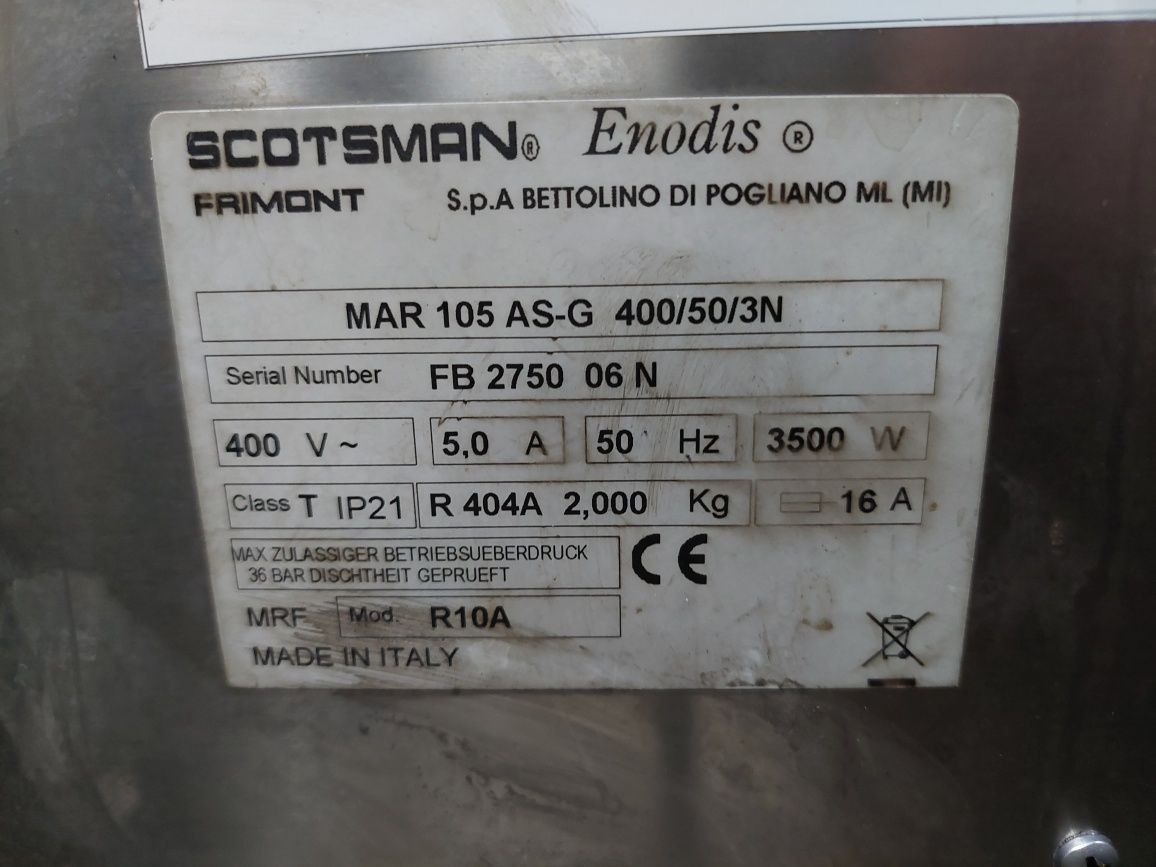 SCOTSMAN® Enodis ®
FRIMONT S.p.A BETTOLINO DI POGLIANO ML (MI)
MAR 105 AS-G 400/50/3N
Serial Number FB 2750 06 N
400 V ~ 5,0 A 50 Hz 3500 W
Class T IP21 R 404A 2,000 Kg 16 A
MAX ZULASSIGER BETRIEBSUEBERDRUCK
36 BAR DISCHTHEIT GEPRUEFT
CE
MRF Mod. R10A
MADE IN ITALY